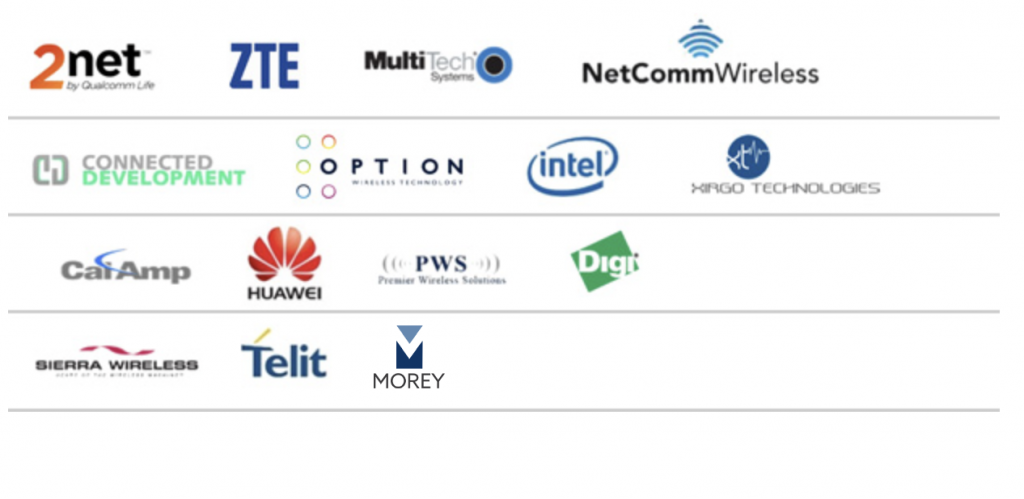 2net™
by Qualcomm Life
ZTE
MultiTech®
Systems
NetCommWireless
CONNECTED
DEVELOPMENT
OPTION
WIRELESS TECHNOLOGY
intel®
xt
XIRGO TECHNOLOGIES
CalAmp
HUAWEI
((( PWS )))
Premier Wireless Solutions
Digi
SIERRA WIRELESS
Telit
MOREY